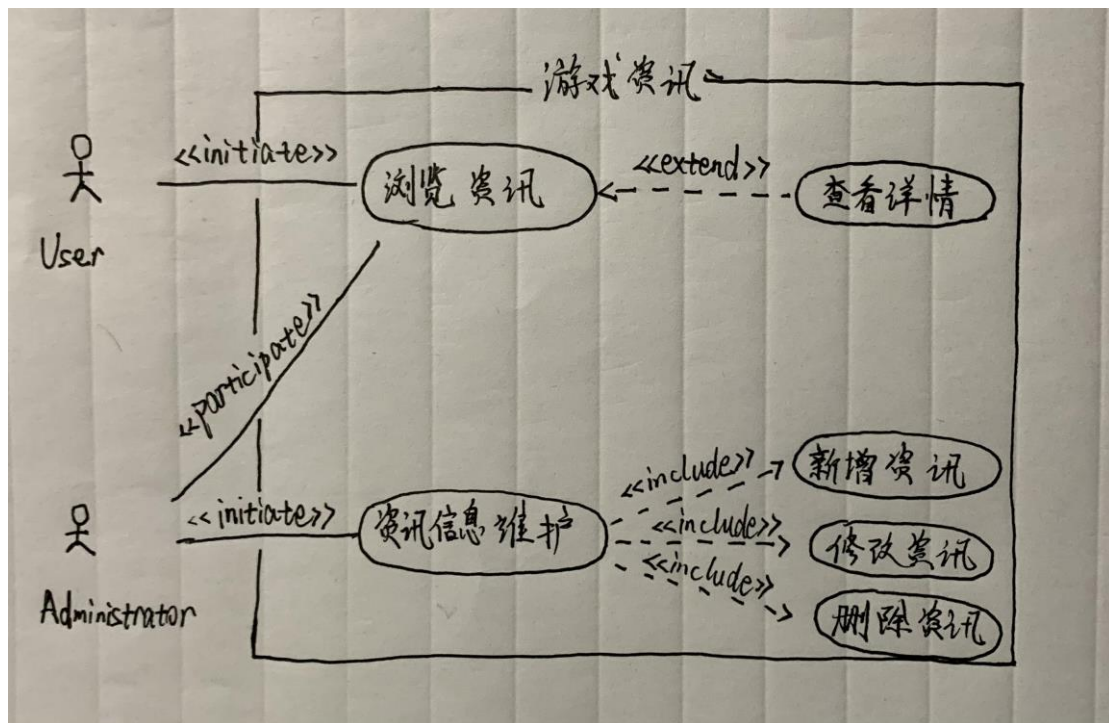 游戏资讯
<<initiate>>
浏览资讯
<<extend>>
查看详情
User
<<participate>>
<<initiate>>
资讯信息维护
<<include>>
新增资讯
<<include>>
修改资讯
<<include>>
删除资讯
Administrator